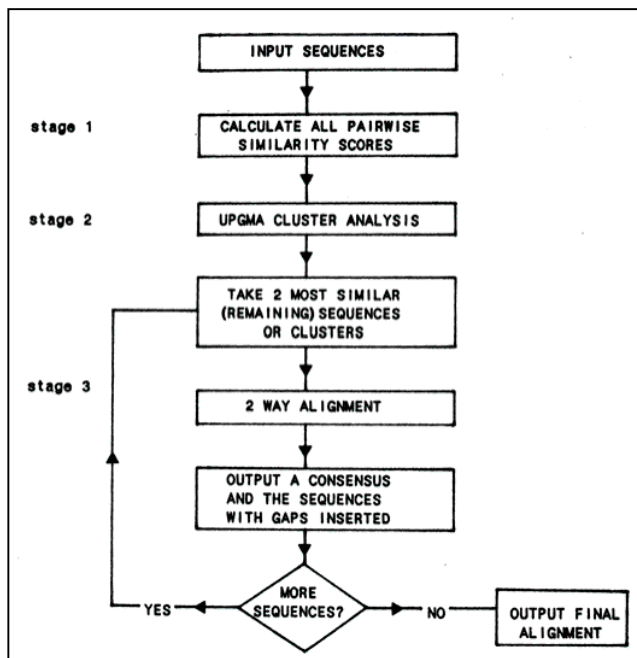 INPUT SEQUENCES
stage 1
CALCULATE ALL PAIRWISE
SIMILARITY SCORES
stage 2
UPGMA CLUSTER ANALYSIS
TAKE 2 MOST SIMILAR
(REMAINING) SEQUENCES
OR CLUSTERS
stage 3
2 WAY ALIGNMENT
OUTPUT A CONSENSUS
AND THE SEQUENCES
WITH GAPS INSERTED
MORE
SEQUENCES?
YES
NO
OUTPUT FINAL
ALIGNMENT